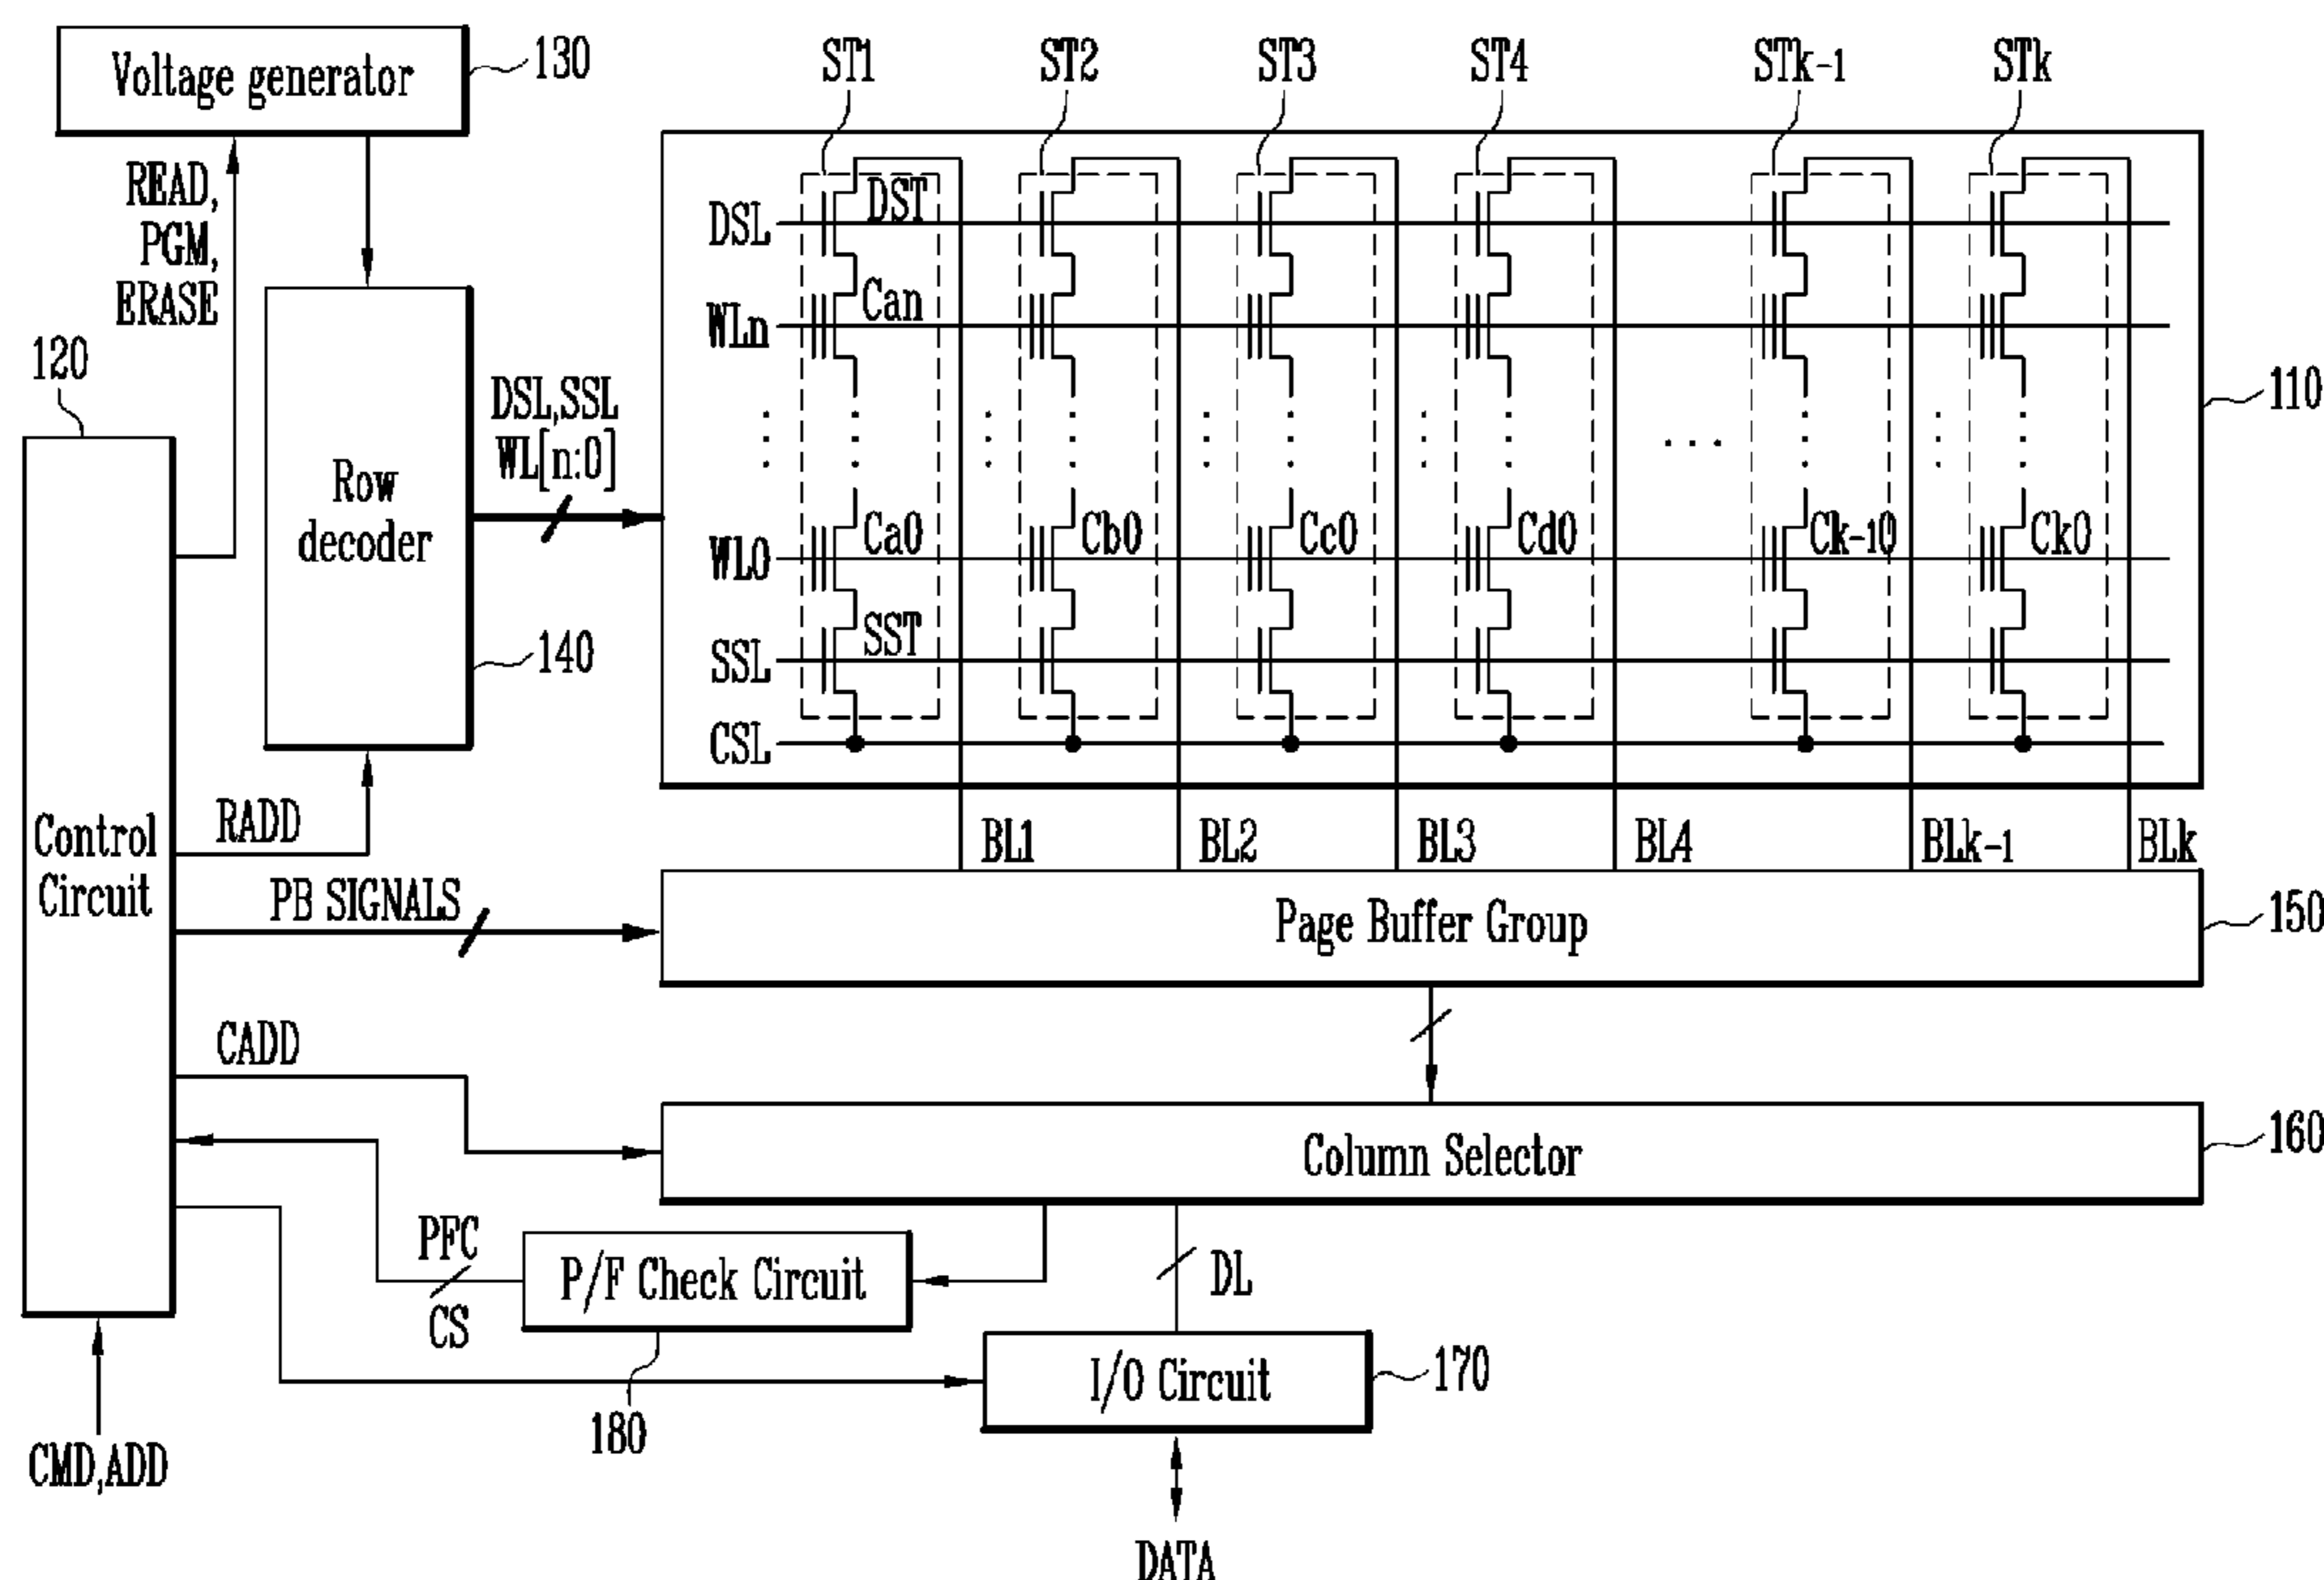 Voltage generator
130
ST1
ST2
ST3
ST4
STk-1
STk
READ,
PGM,
ERASE
DSL
DST
WLn
Can
120
DSL,SSL
WL[n:0]
110
Row
decoder
WL0
Ca0
Cb0
Cc0
Cd0
Ck-10
Ck0
140
SSL
SST
CSL
Control
Circuit
RADD
BL1
BL2
BL3
BL4
BLk-1
BLk
PB SIGNALS
Page Buffer Group
150
CADD
Column Selector
160
PFC
CS
P/F Check Circuit
DL
180
I/O Circuit
170
CMD,ADD
DATA